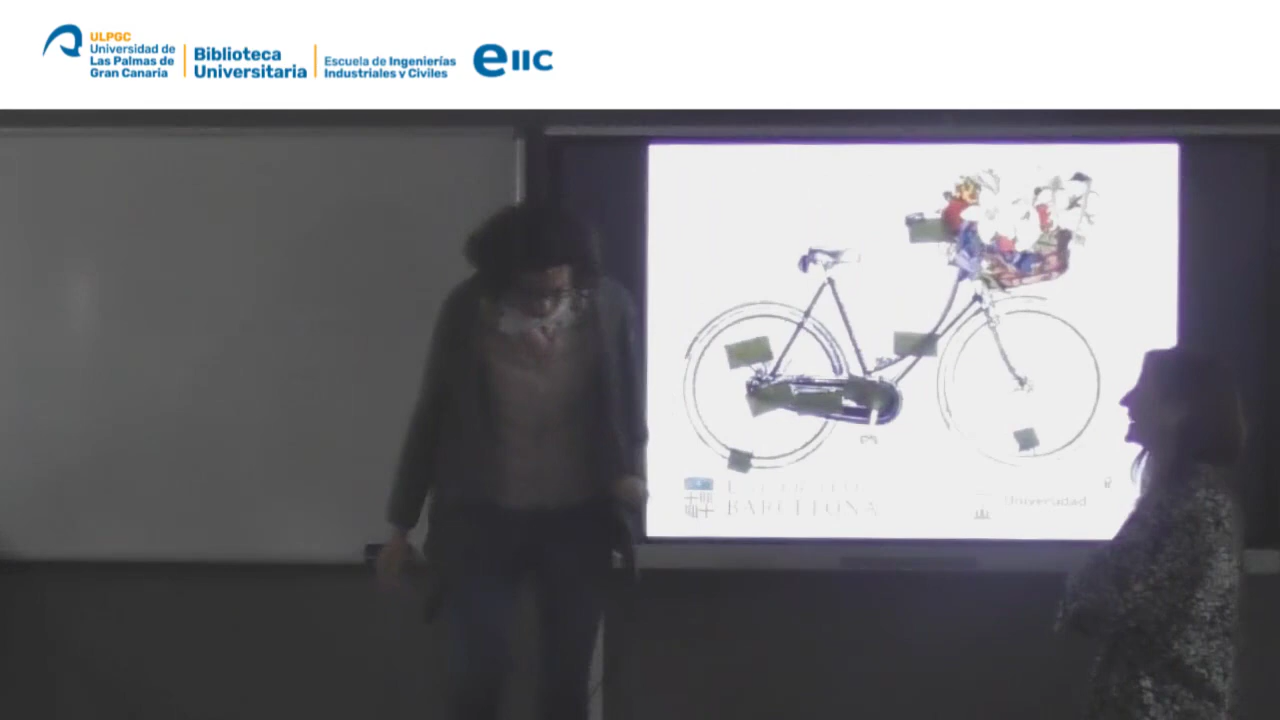 ULPGC
Universidad de
Las Palmas de
Gran Canaria
Biblioteca
Universitaria
Escuela de Ingenierías
Industriales y Civiles
eiic
BARCELONA
Universidad